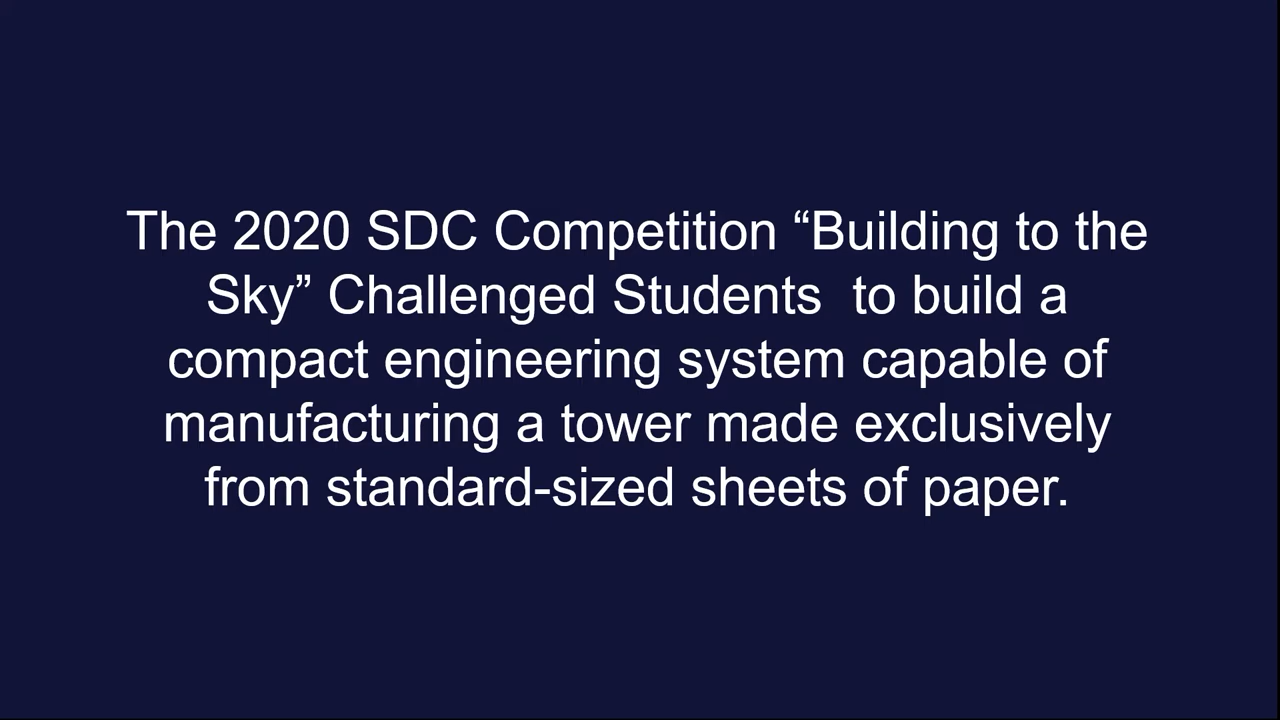 The 2020 SDC Competition “Building to the
Sky” Challenged Students  to build a
compact engineering system capable of
manufacturing a tower made exclusively
from standard-sized sheets of paper.